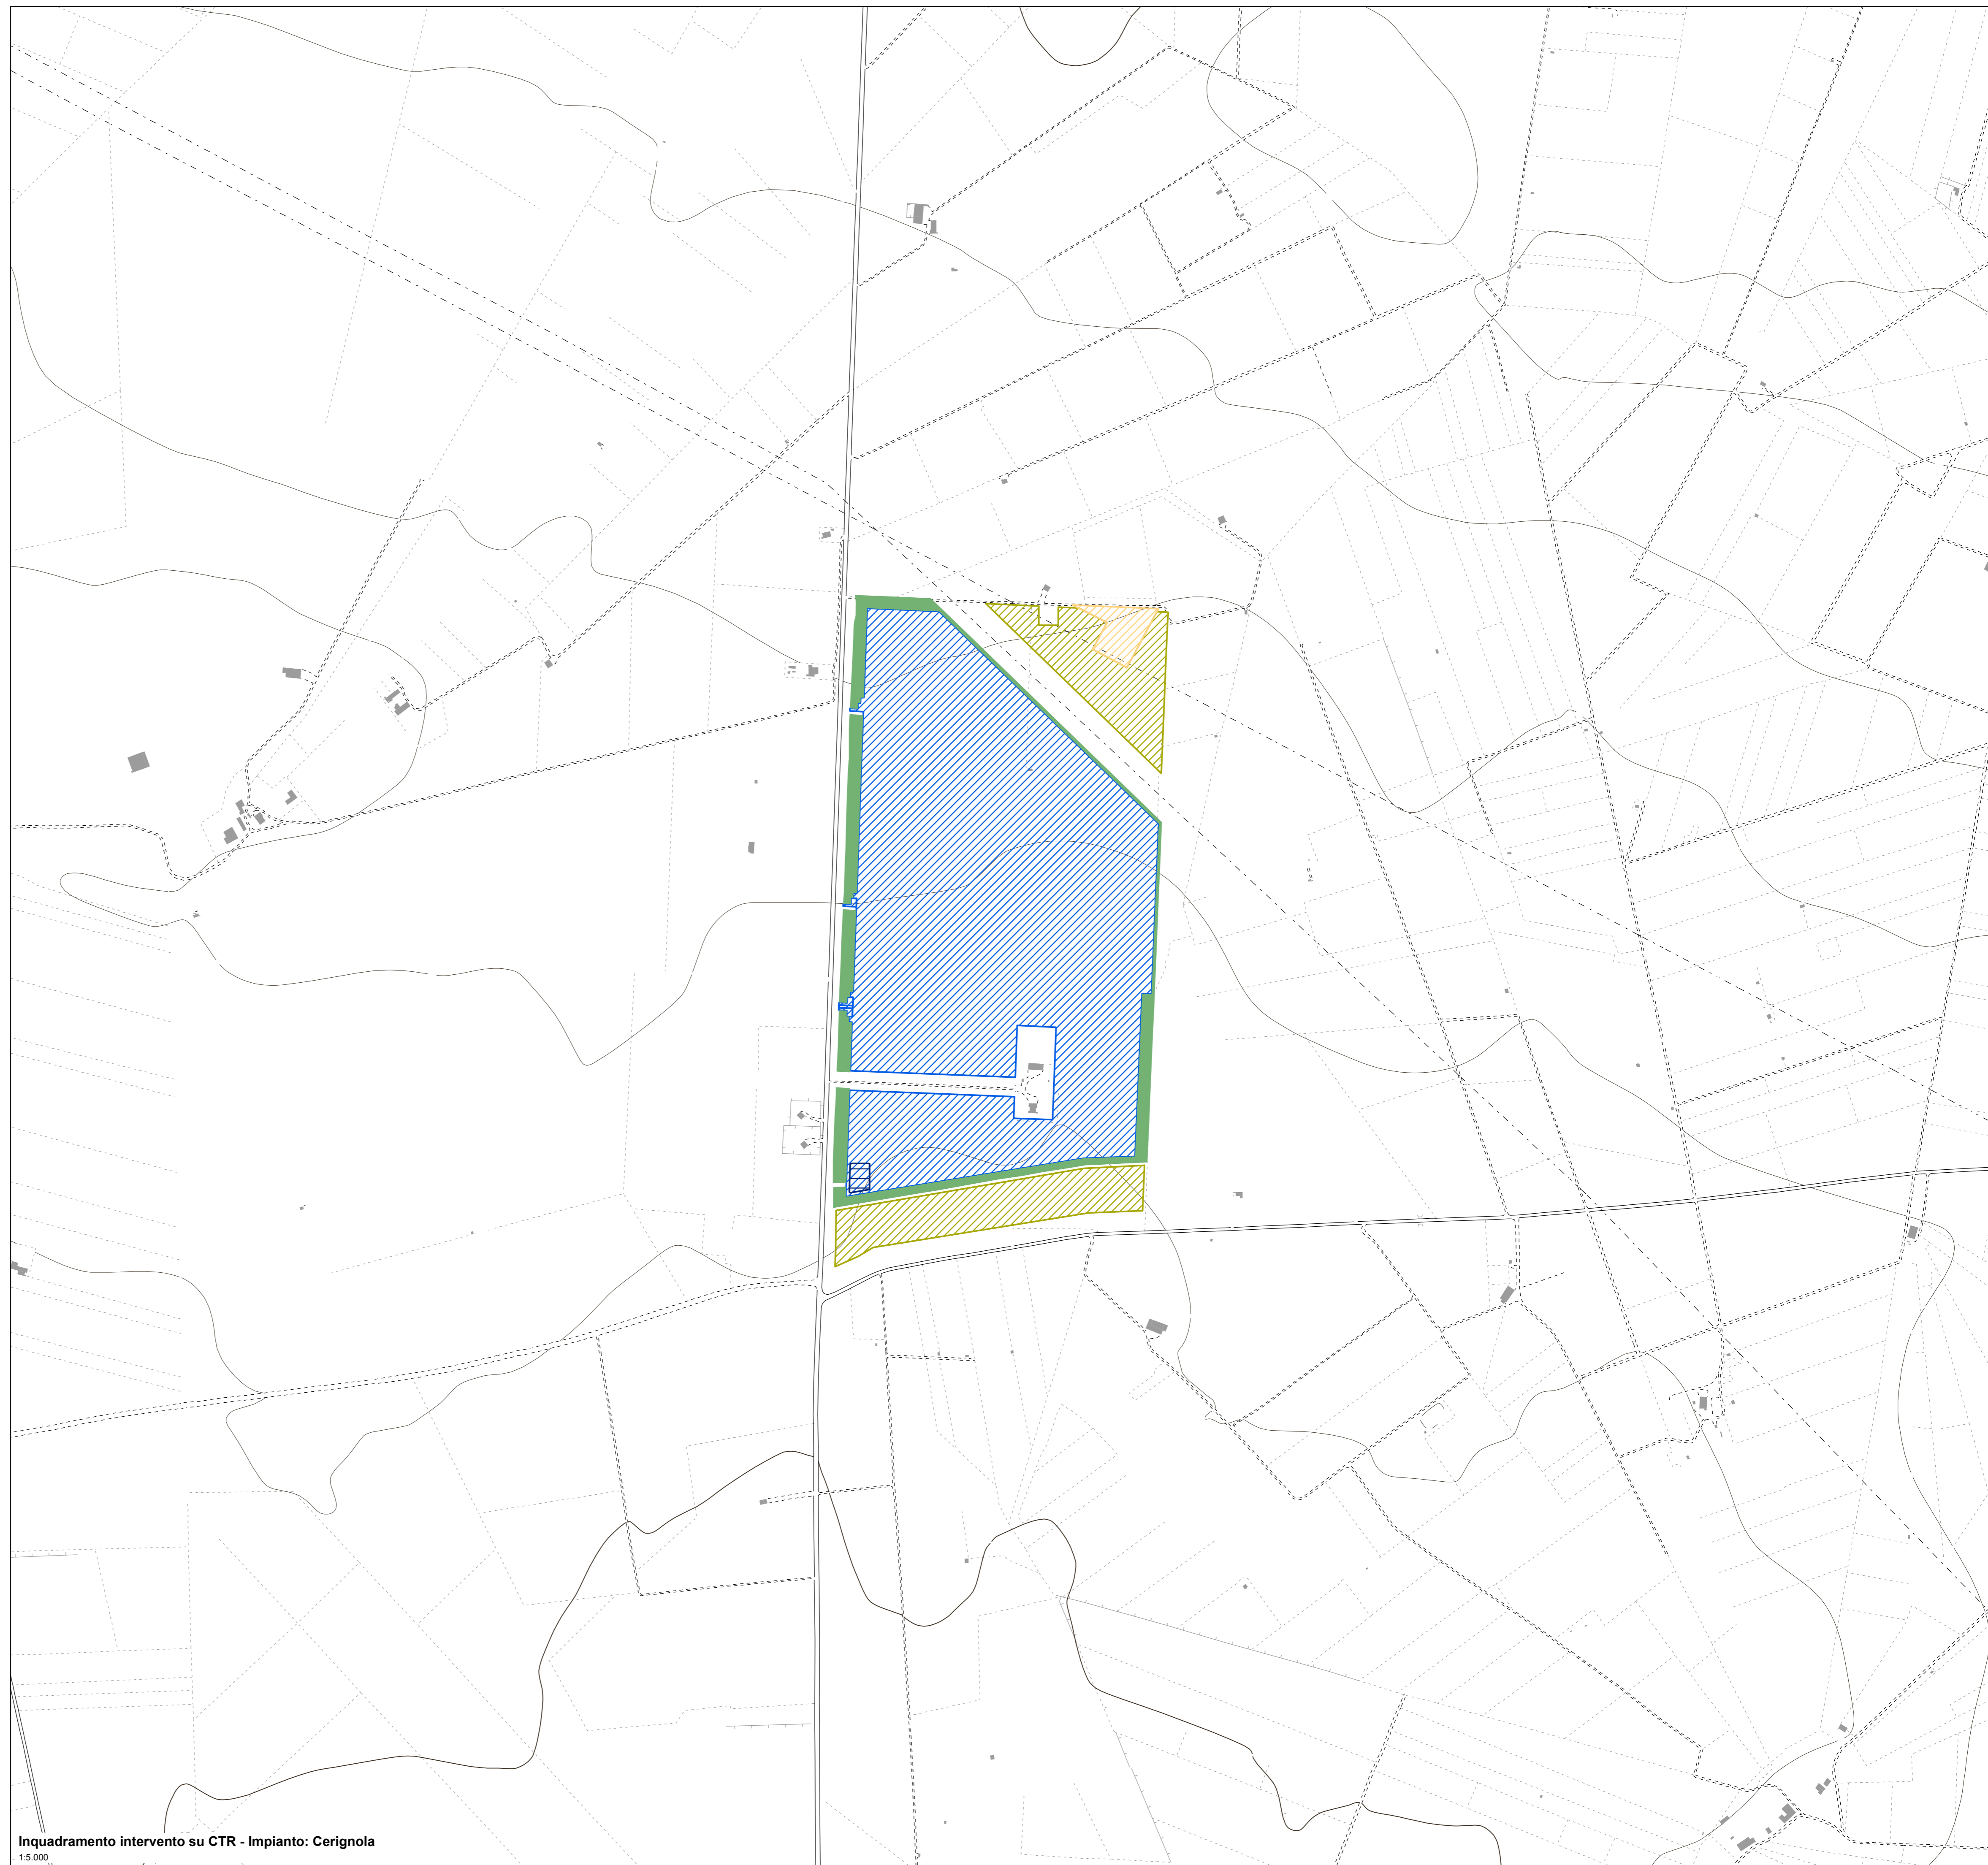 Inquadramento intervento su CTR - Impianto: Cerignola
1:5.000